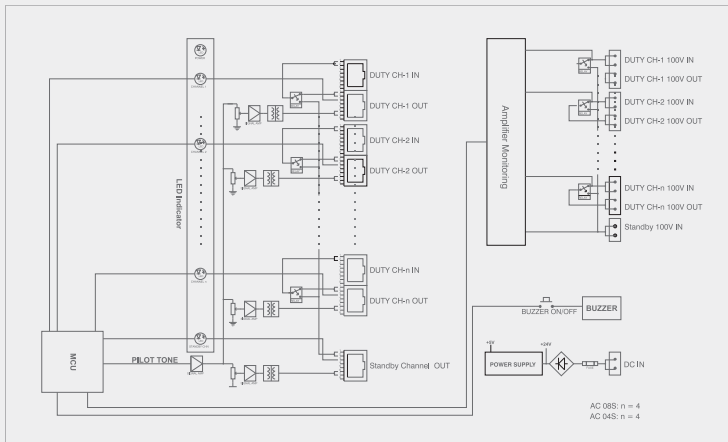 POWER
CHANNEL 1
DUTY CH-1 IN
DUTY CH-1 OUT
DUTY CH-2 IN
DUTY CH-2 OUT
LED Indicator
DUTY CH-n IN
DUTY CH-n OUT
MCU
PILOT TONE
Standby Channel OUT
Amplifier Monitoring
DUTY CH-1 100V IN
DUTY CH-1 100V OUT
DUTY CH-2 100V IN
DUTY CH-2 100V OUT
DUTY CH-n 100V IN
DUTY CH-n 100V OUT
Standby 100V IN
BUZZER ON/OFF
BUZZER
+5V
+24V
POWER SUPPLY
DC IN
AC 08S: n = 4
AC 04S: n = 4